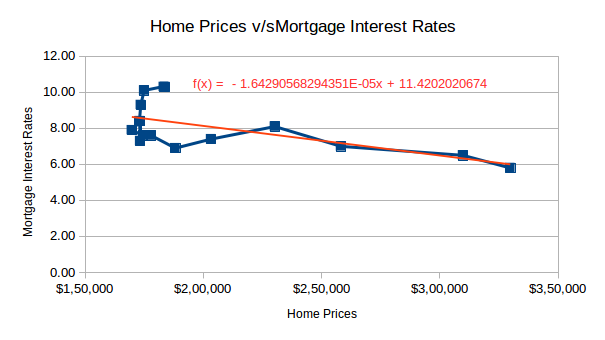 Home Prices v/sMortgage Interest Rates
f(x) = - 1.64290568294351E-05x + 11.4202020674
12.00
10.00
8.00
6.00
4.00
2.00
0.00
Mortgage Interest Rates
$1,50,000 $2,00,000 $2,50,000 $3,00,000 $3,50,000
Home Prices